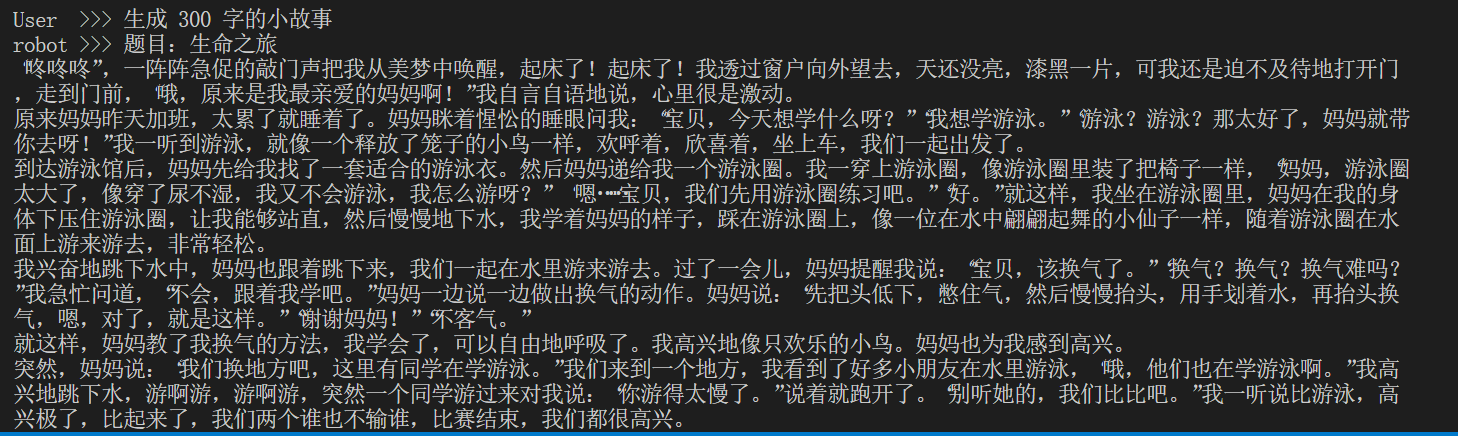 User  >>> 生成 300 字的小故事
robot >>> 题目：生命之旅
“咚咚咚”，一阵阵急促的敲门声把我从美梦中唤醒，起床了！起床了！我透过窗户向外望去，天还没亮，漆黑一片，可我还是迫不及待地打开门
，走到门前，“哦，原来是我最亲爱的妈妈啊！”我自言自语地说，心里很是激动。
原来妈妈昨天加班，太累了就睡着了。妈妈眯着惺忪的睡眼问我：“宝贝，今天想学什么呀？”“我想学游泳。”“游泳？游泳？那太好了，妈妈就带
你去呀！”我一听到游泳，就像一个释放了笼子的小鸟一样，欢呼着，欣喜着，坐上车，我们一起出发了。
到达游泳馆后，妈妈先给我找了一套适合的游泳衣。然后妈妈递给我一个游泳圈。我一穿上游泳圈，像游泳圈里装了把椅子一样，“妈妈，游泳圈
太大了，像穿了尿不湿，我又不会游泳，我怎么游呀？”“嗯·……宝贝，我们先用游泳圈练习吧。”“好。”就这样，我坐在游泳圈里，妈妈在我的身
体下压住游泳圈，让我能够站直，然后慢慢地下水，我学着妈妈的样子，踩在游泳圈上，像一位在水中翩翩起舞的小仙子一样，随着游泳圈在水
面上游来游去，非常轻松。
我兴奋地跳下水中，妈妈也跟着跳下来，我们一起在水里游来游去。过了一会儿，妈妈提醒我说：“宝贝，该换气了。”“换气？换气？换气难吗？
”我急忙问道，“不会，跟着我学吧。”妈妈一边说一边做出换气的动作。妈妈说：“先把头低下，憋住气，然后慢慢抬头，用手划着水，再抬头换
气，嗯，对了，就是这样。”“谢谢妈妈！”“不客气。”
就这样，妈妈教了我换气的方法，我学会了，可以自由地呼吸了。我高兴地像只欢乐的小鸟。妈妈也为我感到高兴。
突然，妈妈说：“我们换地方吧，这里有同学在学游泳。”我们来到一个地方，我看到了好多小朋友在水里游泳，“哦，他们也在学游泳啊。”我高
兴地跳下水，游啊游，游啊游，突然一个同学游过来对我说：“你游得太慢了。”说着就跑开了。“别听她的，我们比比吧。”我一听说比游泳，高
兴极了，比起来了，我们两个谁也不输谁，比赛结束，我们都很高兴。